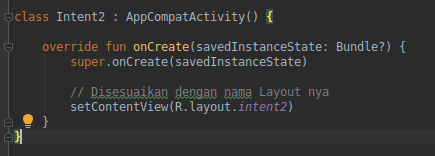 class Intent2 : AppCompatActivity() {
override fun onCreate(savedInstanceState: Bundle?) {
super.onCreate(savedInstanceState)
// Disesuaikan dengan nama Layout nya
setContentView(R.layout.intent2)
}
}